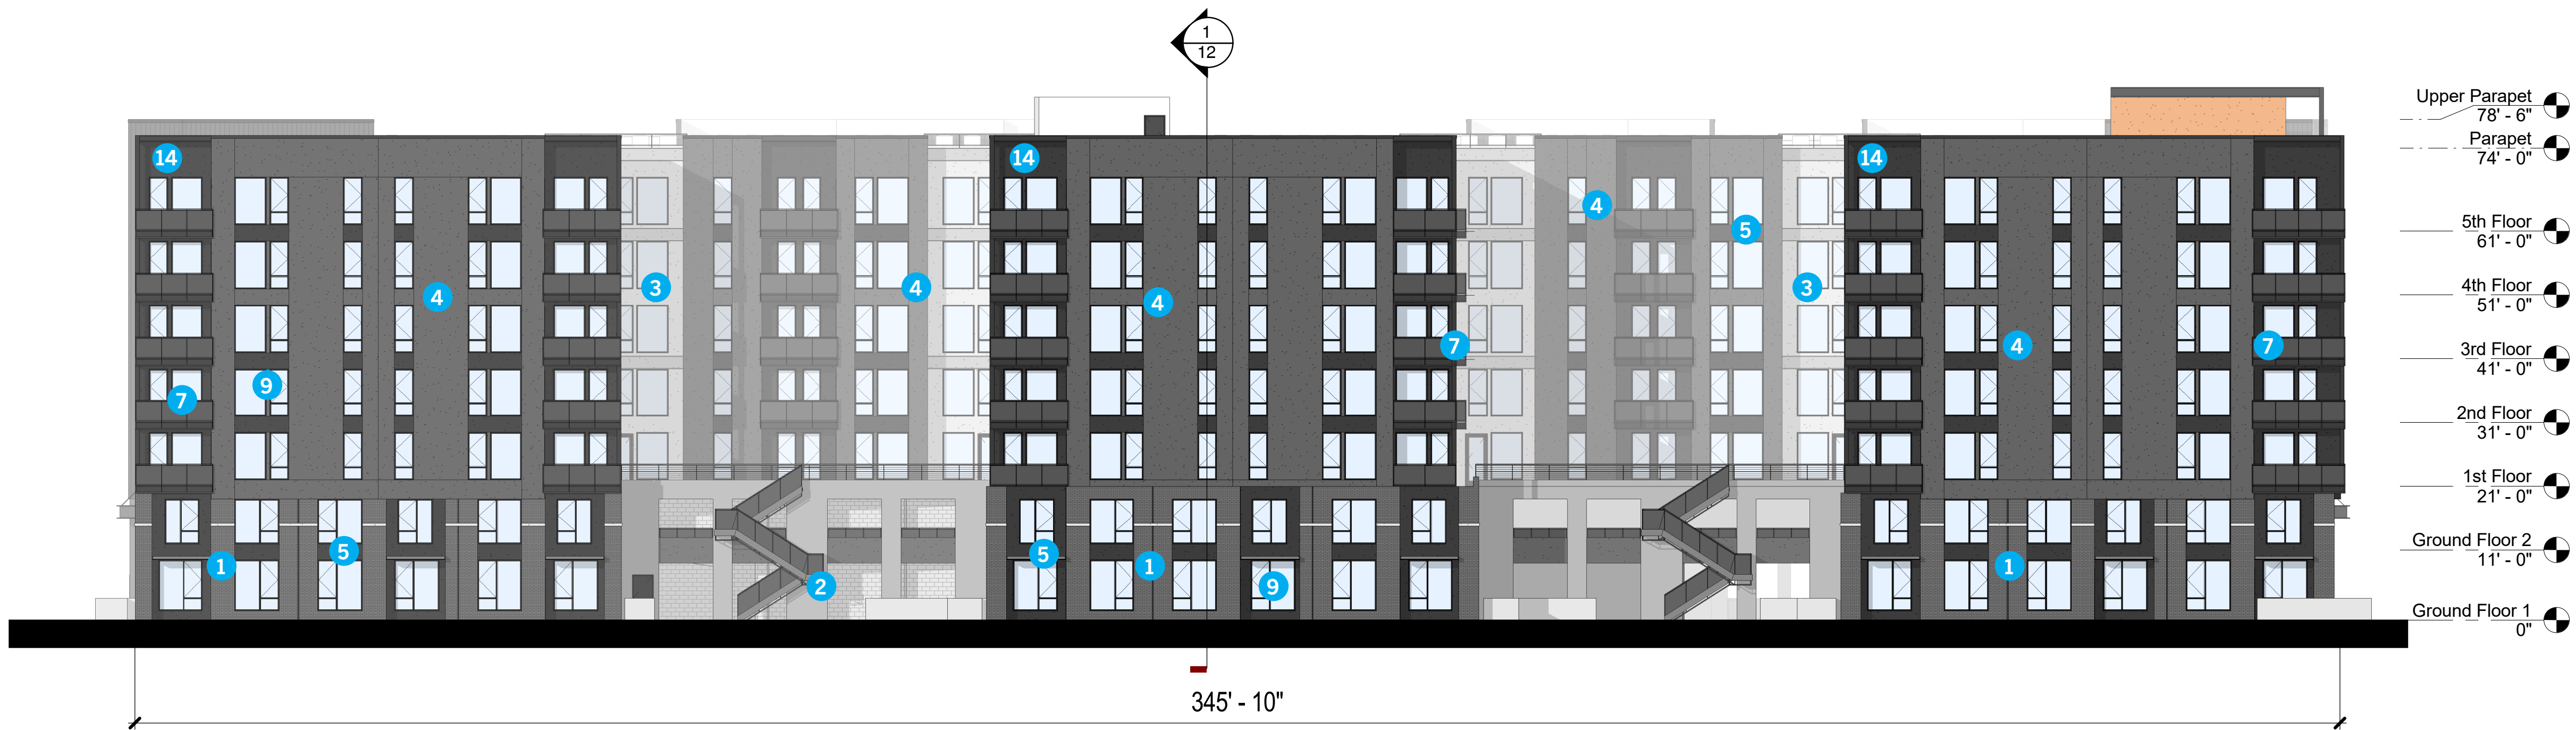 1
12
Upper Parapet
78' - 6"
Parapet
74' - 0"
14
14
14
4
5th Floor
61' - 0"
5
4
3
4
3
4th Floor
51' - 0"
4
4
7
4
7
3rd Floor
41' - 0"
9
7
2nd Floor
31' - 0"
1st Floor
21' - 0"
5
5
Ground Floor 2
11' - 0"
1
1
1
2
9
Ground Floor 1
0"
345' - 10"